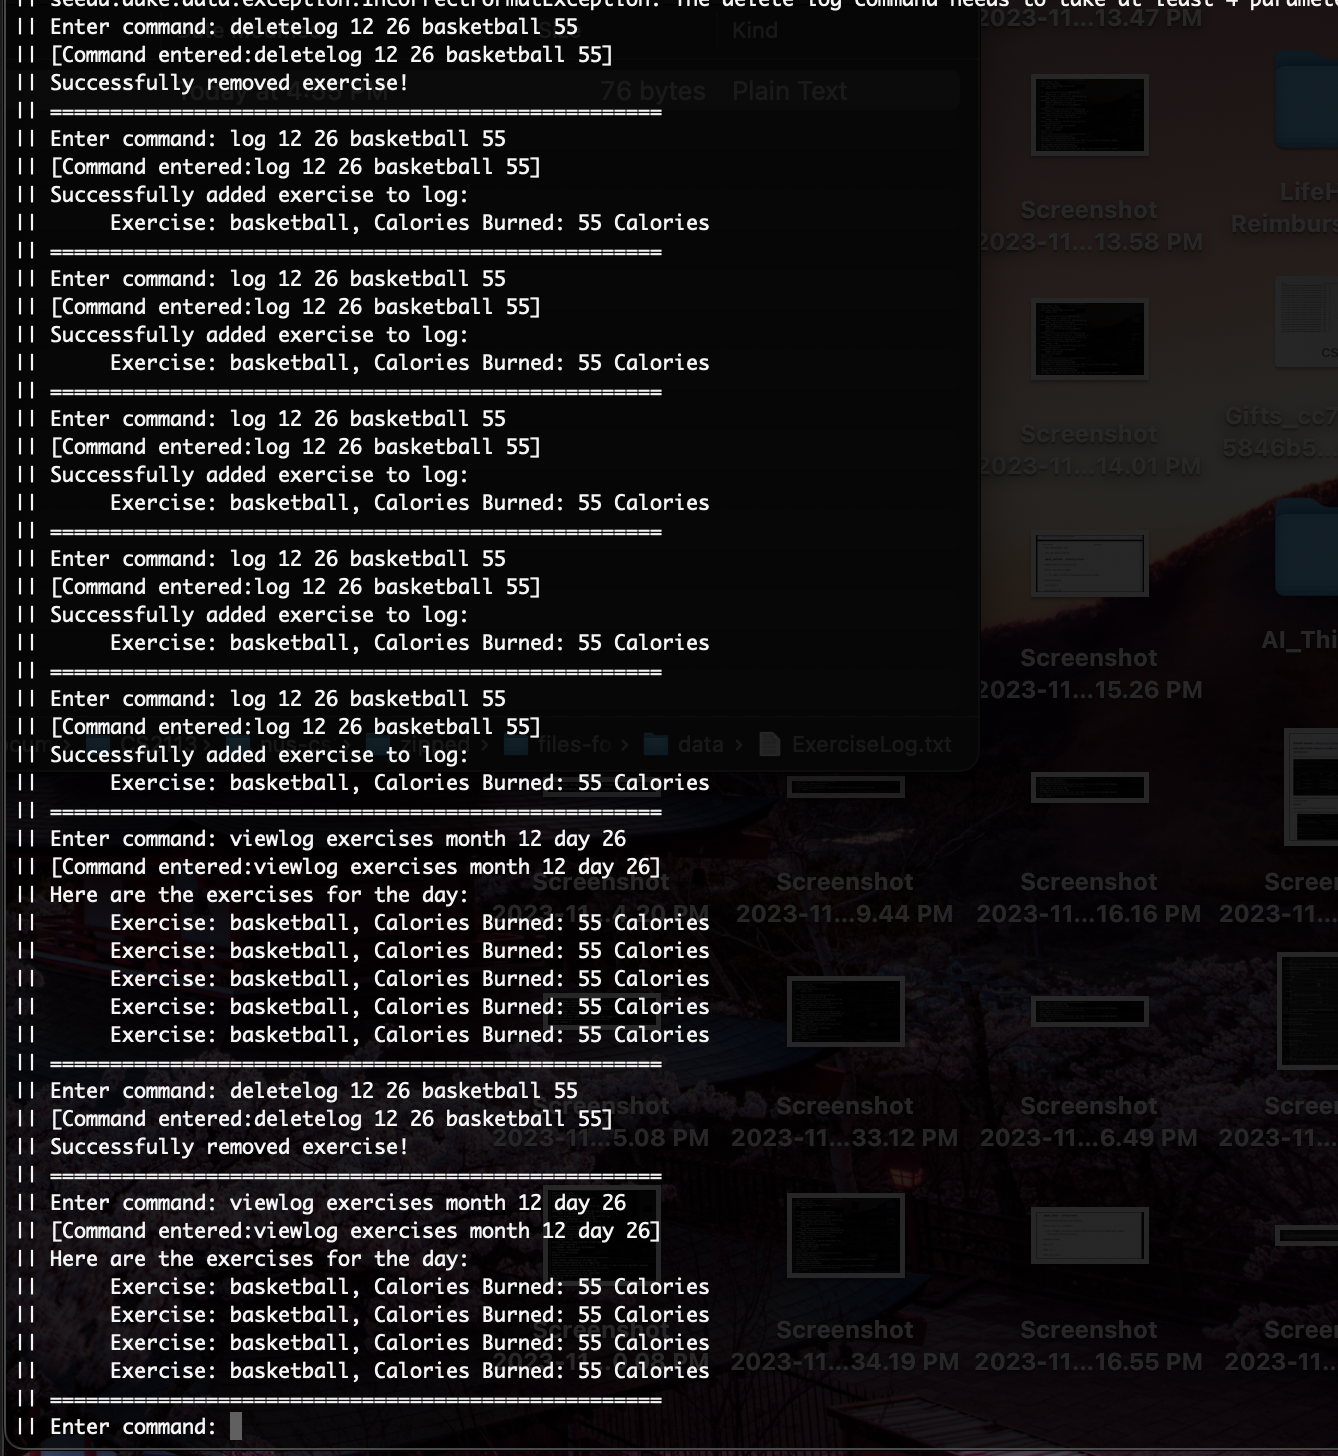 || seedu.duke.data.exception.IncorrectFormatException: The delete log command needs to take at least 4 paramet
|| Enter command: deletelog 12 26 basketball 55
|| [Command entered:deletelog 12 26 basketball 55]
|| Successfully removed exercise!
|| ===================================================
|| Enter command: log 12 26 basketball 55
|| [Command entered:log 12 26 basketball 55]
|| Successfully added exercise to log:
||      Exercise: basketball, Calories Burned: 55 Calories
|| ===================================================
|| Enter command: log 12 26 basketball 55
|| [Command entered:log 12 26 basketball 55]
|| Successfully added exercise to log:
||      Exercise: basketball, Calories Burned: 55 Calories
|| ===================================================
|| Enter command: log 12 26 basketball 55
|| [Command entered:log 12 26 basketball 55]
|| Successfully added exercise to log:
||      Exercise: basketball, Calories Burned: 55 Calories
|| ===================================================
|| Enter command: log 12 26 basketball 55
|| [Command entered:log 12 26 basketball 55]
|| Successfully added exercise to log:
||      Exercise: basketball, Calories Burned: 55 Calories
|| ===================================================
|| Enter command: log 12 26 basketball 55
|| [Command entered:log 12 26 basketball 55]
|| Successfully added exercise to log:
||      Exercise: basketball, Calories Burned: 55 Calories
|| ===================================================
|| Enter command: viewlog exercises month 12 day 26
|| [Command entered:viewlog exercises month 12 day 26]
|| Here are the exercises for the day:
||      Exercise: basketball, Calories Burned: 55 Calories
||      Exercise: basketball, Calories Burned: 55 Calories
||      Exercise: basketball, Calories Burned: 55 Calories
||      Exercise: basketball, Calories Burned: 55 Calories
||      Exercise: basketball, Calories Burned: 55 Calories
|| ===================================================
|| Enter command: deletelog 12 26 basketball 55
|| [Command entered:deletelog 12 26 basketball 55]
|| Successfully removed exercise!
|| ===================================================
|| Enter command: viewlog exercises month 12 day 26
|| [Command entered:viewlog exercises month 12 day 26]
|| Here are the exercises for the day:
||      Exercise: basketball, Calories Burned: 55 Calories
||      Exercise: basketball, Calories Burned: 55 Calories
||      Exercise: basketball, Calories Burned: 55 Calories
||      Exercise: basketball, Calories Burned: 55 Calories
|| ===================================================
|| Enter command:
Size
Kind
76 bytes
Plain Text
zipped
files-fo
data
ExerciseLog.txt
2023-11...13.47 PM
Screenshot
2023-11...13.58 PM
Screenshot
2023-11...14.01 PM
Screenshot
2023-11...15.26 PM
LifeH
Reimburs
Gifts_cc7
5846b5...
AI_Thi
Screenshot
2023-11...4.20 PM
Screenshot
2023-11...9.44 PM
Screenshot
2023-11...16.16 PM
Scree
2023-11...
Screenshot
2023-11...5.08 PM
Screenshot
2023-11...33.12 PM
Screenshot
2023-11...6.49 PM
Scree
2023-11...
Screenshot
Screenshot
2023-11...34.19 PM
Screenshot
2023-11...16.55 PM
Scree
2023-11...